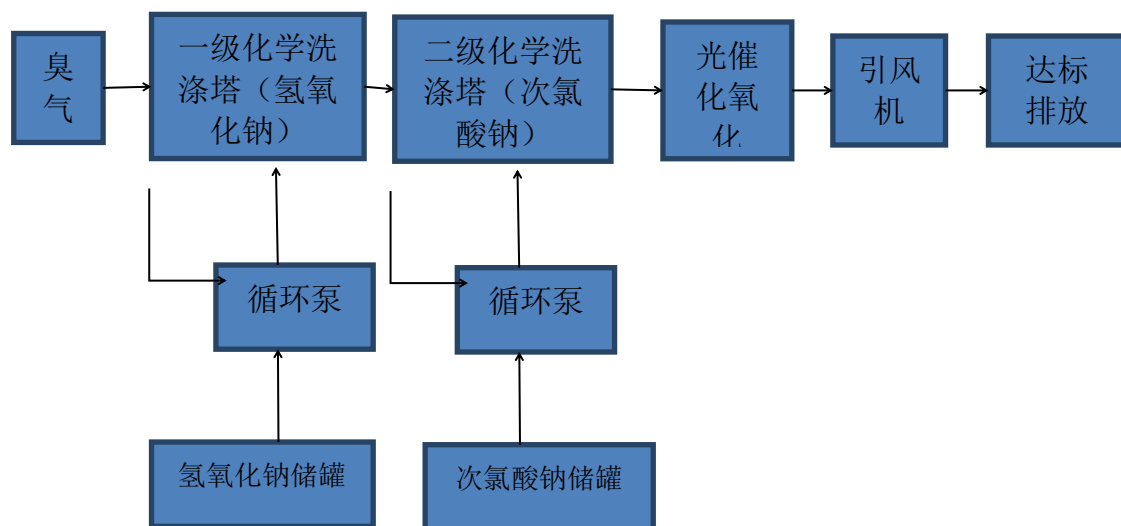 臭
气
一级化学洗
涤塔（氢氧
化钠）
二级化学洗
涤塔（次氯
酸钠）
光催
化氧
化
引风
机
达标
排放
循环泵
循环泵
氢氧化钠储罐
次氯酸钠储罐